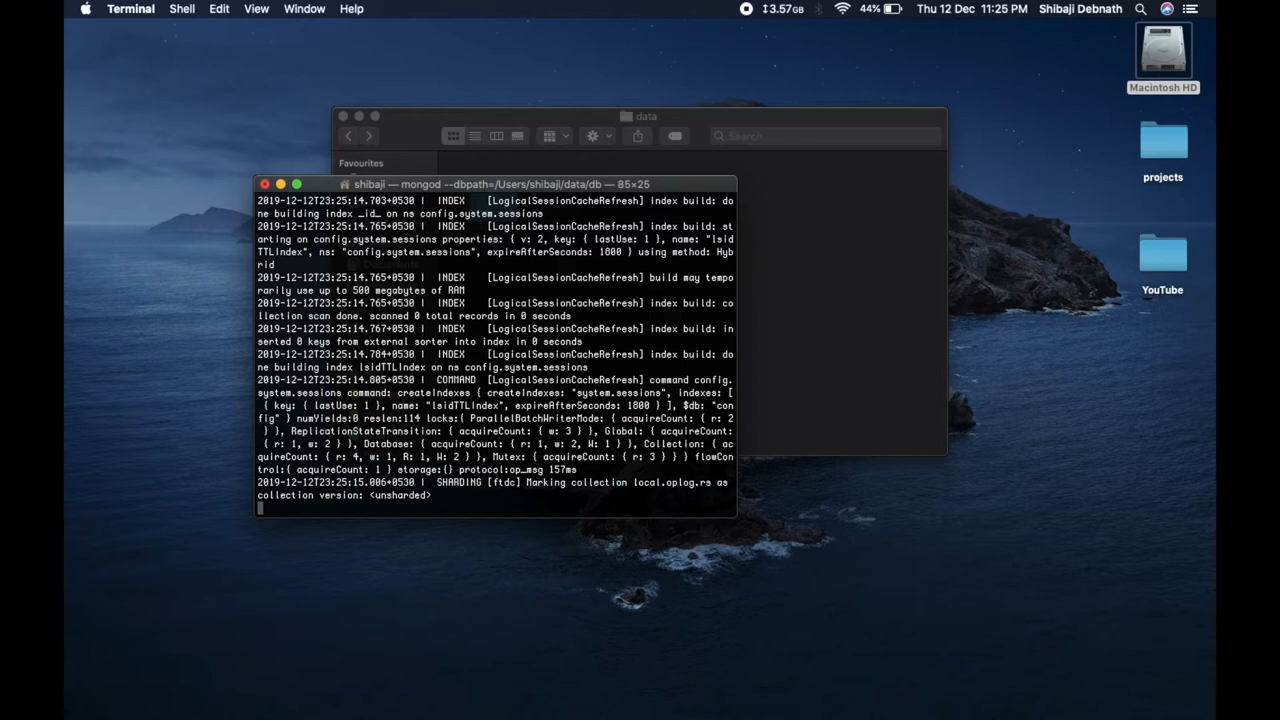 Terminal Shell Edit View Window Help 3.57GB 44% Thu 12 Dec 11:25 PM Shibaji Debnath
Macintosh HD
data
Search
Favourites
projects
YouTube
shibaji — mongod --dbpath=/Users/shibaji/data/db — 85×25
2019-12-12T23:25:14.703+0530 I  INDEX    [LogicalSessionCacheRefresh] index build: do
ne building index _id_ on ns config.system.sessions
2019-12-12T23:25:14.765+0530 I  INDEX    [LogicalSessionCacheRefresh] index build: st
arting on config.system.sessions properties: { v: 2, key: { lastUse: 1 }, name: "lsid
TTLIndex", ns: "config.system.sessions", expireAfterSeconds: 1800 } using method: Hyb
rid
2019-12-12T23:25:14.765+0530 I  INDEX    [LogicalSessionCacheRefresh] build may tempo
rarily use up to 500 megabytes of RAM
2019-12-12T23:25:14.765+0530 I  INDEX    [LogicalSessionCacheRefresh] index build: co
llection scan done. scanned 0 total records in 0 seconds
2019-12-12T23:25:14.767+0530 I  INDEX    [LogicalSessionCacheRefresh] index build: in
serted 0 keys from external sorter into index in 0 seconds
2019-12-12T23:25:14.784+0530 I  INDEX    [LogicalSessionCacheRefresh] index build: do
ne building index lsidTTLIndex on ns config.system.sessions
2019-12-12T23:25:14.805+0530 I  COMMAND  [LogicalSessionCacheRefresh] command config.
system.sessions command: createIndexes { createIndexes: "system.sessions", indexes: [
 { key: { lastUse: 1 }, name: "lsidTTLIndex", expireAfterSeconds: 1800 } ], $db: "con
fig" } numYields:0 reslen:114 locks:{ ParallelBatchWriterMode: { acquireCount: { r: 2
 } }, ReplicationStateTransition: { acquireCount: { w: 3 } }, Global: { acquireCount:
 { r: 1, w: 2 } }, Database: { acquireCount: { r: 1, w: 2, W: 1 } }, Collection: { ac
quireCount: { r: 4, w: 1, R: 1, W: 2 } }, Mutex: { acquireCount: { r: 3 } } } flowCon
trol:{ acquireCount: 1 } storage:{} protocol:op_msg 157ms
2019-12-12T23:25:15.006+0530 I  SHARDING [ftdc] Marking collection local.oplog.rs as
collection version: <unsharded>